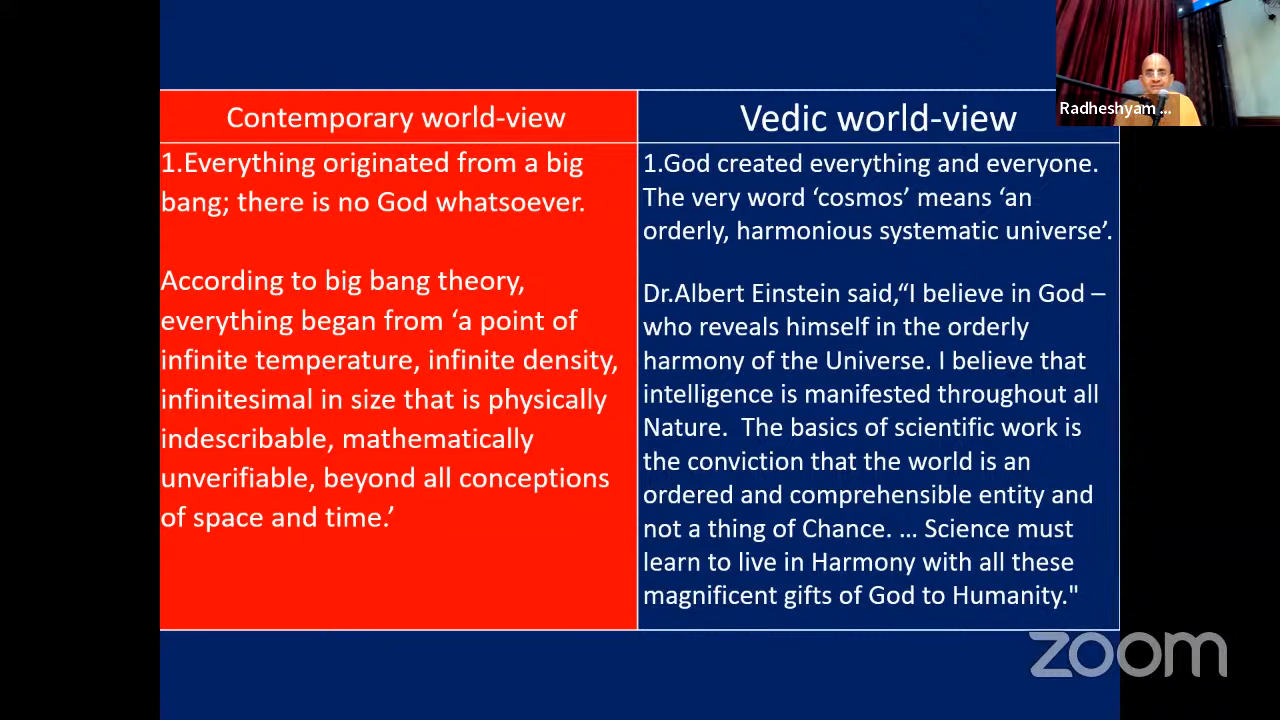 Radheshyam ...
Contemporary world-view
1.Everything originated from a big
bang; there is no God whatsoever.
According to big bang theory,
everything began from ‘a point of
infinite temperature, infinite density,
infinitesimal in size that is physically
indescribable, mathematically
unverifiable, beyond all conceptions
of space and time.’
Vedic world-view
1.God created everything and everyone.
The very word ‘cosmos’ means ‘an
orderly, harmonious systematic universe’.
Dr.Albert Einstein said,“I believe in God –
who reveals himself in the orderly
harmony of the Universe. I believe that
intelligence is manifested throughout all
Nature.  The basics of scientific work is
the conviction that the world is an
ordered and comprehensible entity and
not a thing of Chance. … Science must
learn to live in Harmony with all these
magnificent gifts of God to Humanity."
zoom